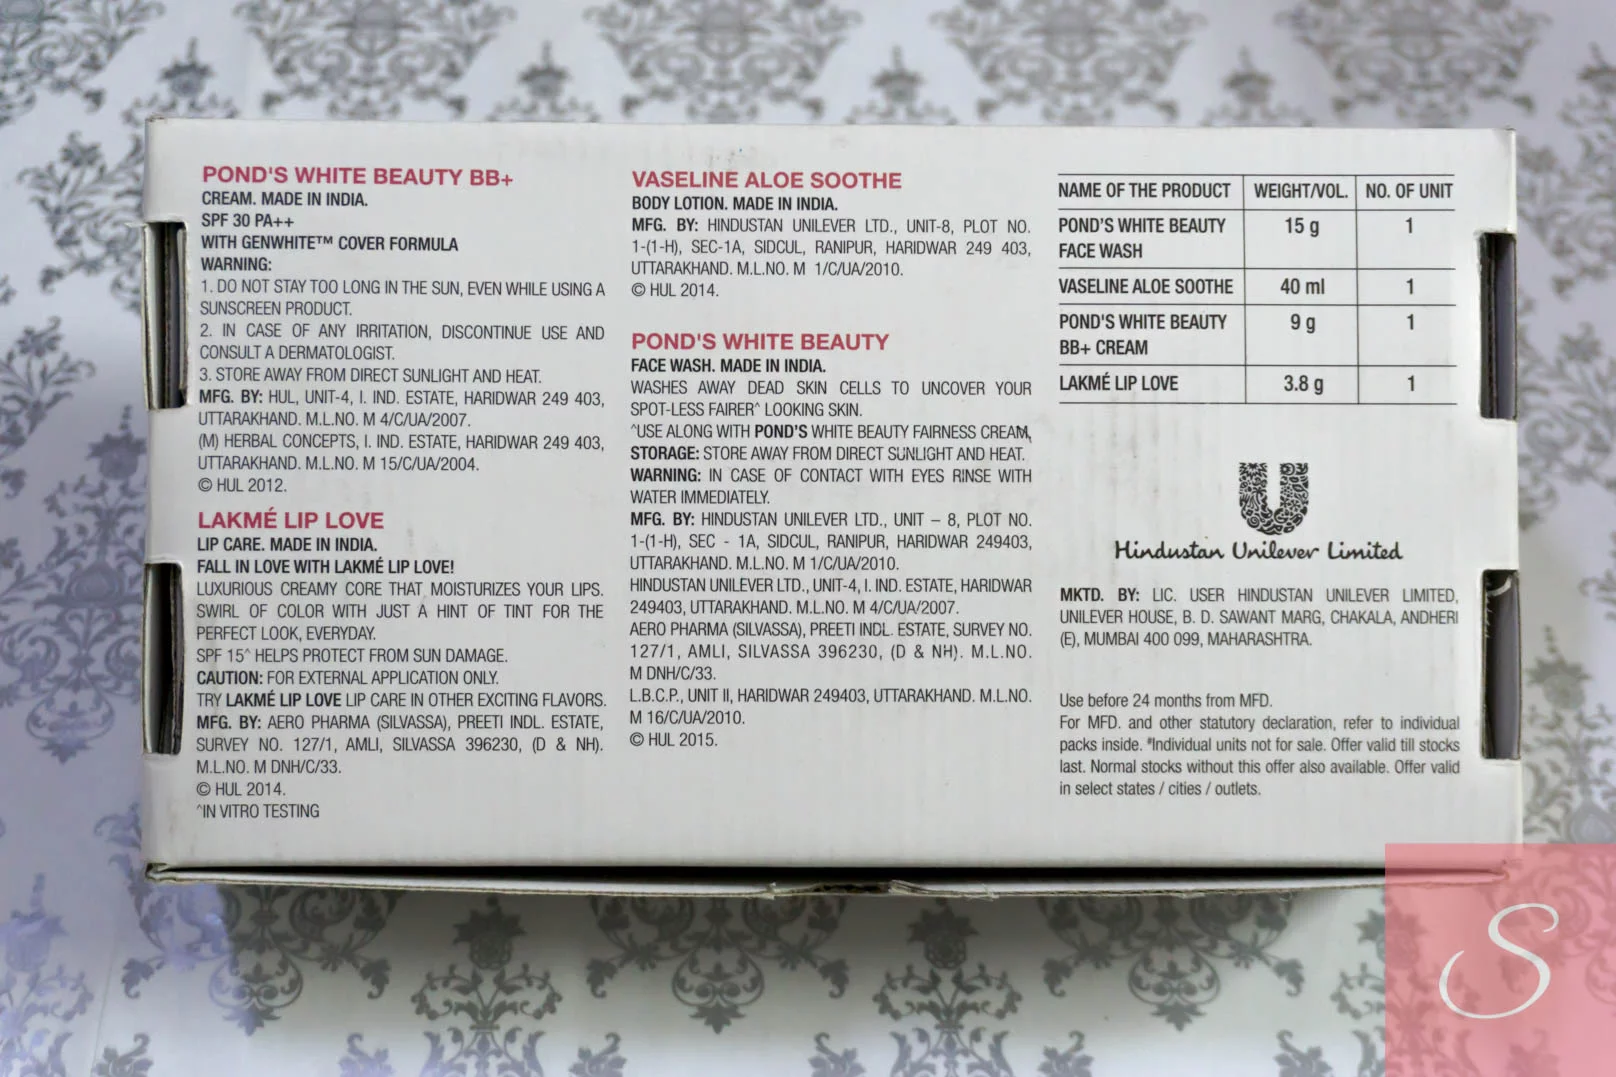 POND'S WHITE BEAUTY BB+
CREAM. MADE IN INDIA.
SPF 30 PA++
WITH GENWHITE™ COVER FORMULA
WARNING:
1. DO NOT STAY TOO LONG IN THE SUN, EVEN WHILE USING A
SUNSCREEN PRODUCT.
2. IN CASE OF ANY IRRITATION, DISCONTINUE USE AND
CONSULT A DERMATOLOGIST.
3. STORE AWAY FROM DIRECT SUNLIGHT AND HEAT.
MFG. BY: HUL, UNIT-4, I. IND. ESTATE, HARIDWAR 249 403,
UTTARAKHAND. M.L.NO. M 4/C/UA/2007.
(M) HERBAL CONCEPTS, I. IND. ESTATE, HARIDWAR 249 403,
UTTARAKHAND. M.L.NO. M 15/C/UA/2004.
© HUL 2012.
LAKMÉ LIP LOVE
LIP CARE. MADE IN INDIA.
FALL IN LOVE WITH LAKMÉ LIP LOVE!
LUXURIOUS CREAMY CORE THAT MOISTURIZES YOUR LIPS.
SWIRL OF COLOR WITH JUST A HINT OF TINT FOR THE
PERFECT LOOK, EVERYDAY.
SPF 15^ HELPS PROTECT FROM SUN DAMAGE.
CAUTION: FOR EXTERNAL APPLICATION ONLY.
TRY LAKMÉ LIP LOVE LIP CARE IN OTHER EXCITING FLAVORS.
MFG. BY: AERO PHARMA (SILVASSA), PREETI INDL. ESTATE,
SURVEY NO. 127/1, AMLI, SILVASSA 396230, (D & NH).
M.L.NO. M DNH/C/33.
© HUL 2014.
^IN VITRO TESTING
VASELINE ALOE SOOTHE
BODY LOTION. MADE IN INDIA.
MFG. BY: HINDUSTAN UNILEVER LTD., UNIT-8, PLOT NO.
1-(1-H), SEC-1A, SIDCUL, RANIPUR, HARIDWAR 249 403,
UTTARAKHAND. M.L.NO. M 1/C/UA/2010.
© HUL 2014.
POND'S WHITE BEAUTY
FACE WASH. MADE IN INDIA.
WASHES AWAY DEAD SKIN CELLS TO UNCOVER YOUR
SPOT-LESS FAIRER^ LOOKING SKIN.
^USE ALONG WITH POND'S WHITE BEAUTY FAIRNESS CREAM.
STORAGE: STORE AWAY FROM DIRECT SUNLIGHT AND HEAT.
WARNING: IN CASE OF CONTACT WITH EYES RINSE WITH
WATER IMMEDIATELY.
MFG. BY: HINDUSTAN UNILEVER LTD., UNIT – 8, PLOT NO.
1-(1-H), SEC - 1A, SIDCUL, RANIPUR, HARIDWAR 249403,
UTTARAKHAND. M.L.NO. M 1/C/UA/2010.
HINDUSTAN UNILEVER LTD., UNIT-4, I. IND. ESTATE, HARIDWAR
249403, UTTARAKHAND. M.L.NO. M 4/C/UA/2007.
AERO PHARMA (SILVASSA), PREETI INDL. ESTATE, SURVEY NO.
127/1, AMLI, SILVASSA 396230, (D & NH). M.L.NO.
M DNH/C/33.
L.B.C.P., UNIT II, HARIDWAR 249403, UTTARAKHAND. M.L.NO.
M 16/C/UA/2010.
© HUL 2015.
NAME OF THE PRODUCT WEIGHT/VOL. NO. OF UNIT
POND'S WHITE BEAUTY 15 g 1
FACE WASH
VASELINE ALOE SOOTHE 40 ml 1
POND'S WHITE BEAUTY 9 g 1
BB+ CREAM
LAKMÉ LIP LOVE 3.8 g 1
Hindustan Unilever Limited
MKTD. BY: LIC. USER HINDUSTAN UNILEVER LIMITED,
UNILEVER HOUSE, B. D. SAWANT MARG, CHAKALA, ANDHERI
(E), MUMBAI 400 099, MAHARASHTRA.
Use before 24 months from MFD.
For MFD. and other statutory declaration, refer to individual
packs inside. #Individual units not for sale. Offer valid till stocks
last. Normal stocks without this offer also available. Offer valid
in select states / cities / outlets.
S